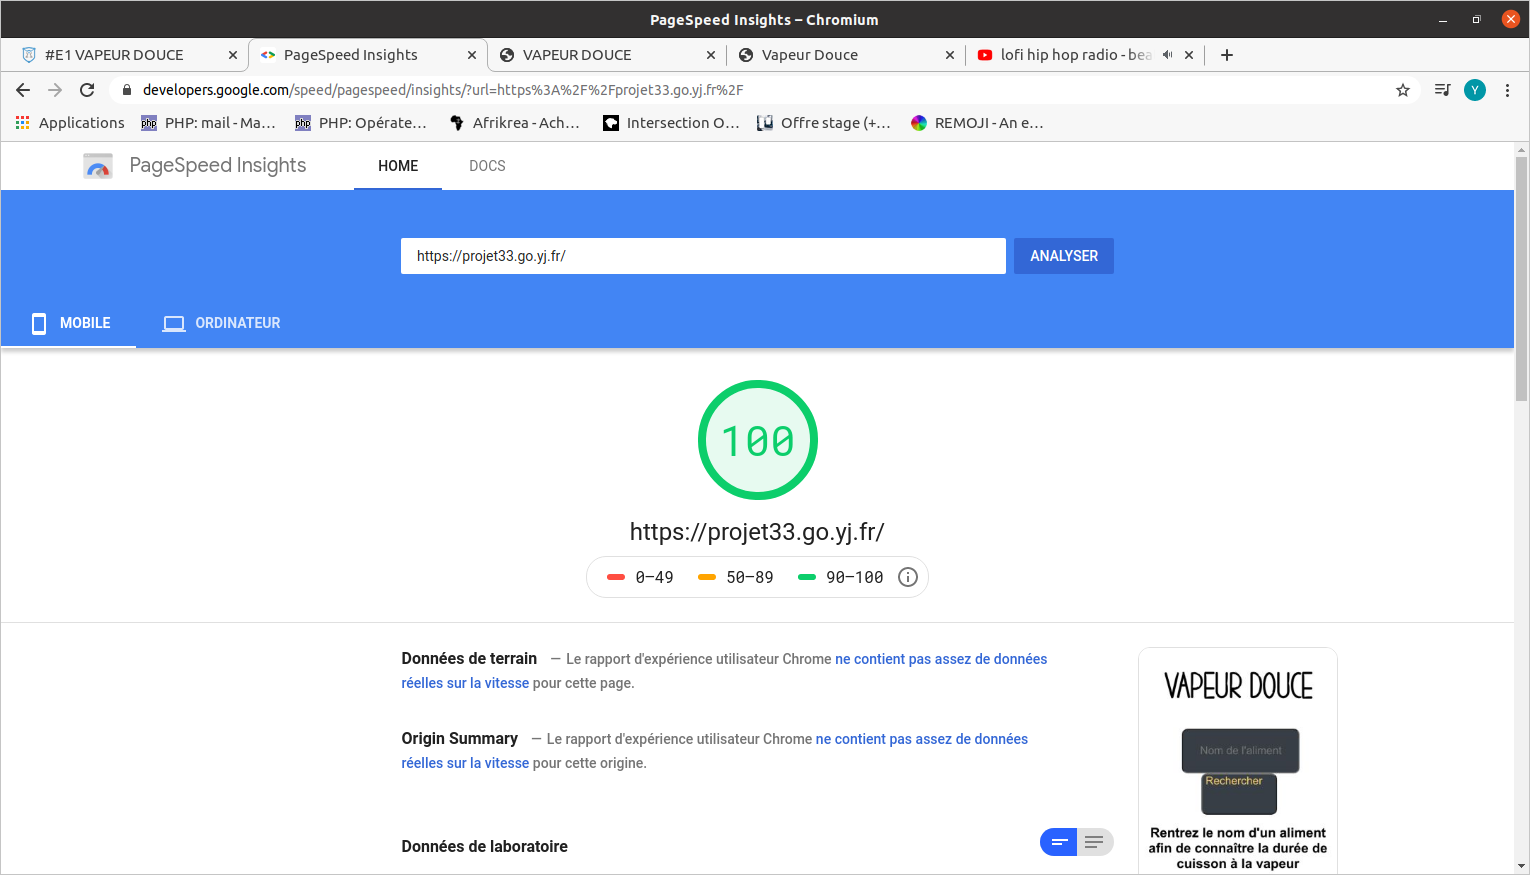 PageSpeed Insights – Chromium
#E1 VAPEUR DOUCE
PageSpeed Insights
VAPEUR DOUCE
Vapeur Douce
lofi hip hop radio - bea
developers.google.com/speed/pagespeed/insights/?url=https%3A%2F%2Fprojet33.go.yj.fr%2F
Y
Applications
PHP: mail - Ma...
PHP: Opérate...
Afrikrea - Ach...
Intersection O...
Offre stage (+...
REMOJI - An e...
PageSpeed Insights
HOME
DOCS
https://projet33.go.yj.fr/
ANALYSER
MOBILE
ORDINATEUR
100
https://projet33.go.yj.fr/
0–49
50–89
90–100
Données de terrain — Le rapport d'expérience utilisateur Chrome ne contient pas assez de données
réelles sur la vitesse pour cette page.
Origin Summary — Le rapport d'expérience utilisateur Chrome ne contient pas assez de données
réelles sur la vitesse pour cette origine.
Données de laboratoire
VAPEUR DOUCE
Nom de l'aliment
Rechercher
Rentrez le nom d'un aliment
afin de connaître la durée de
cuisson à la vapeur